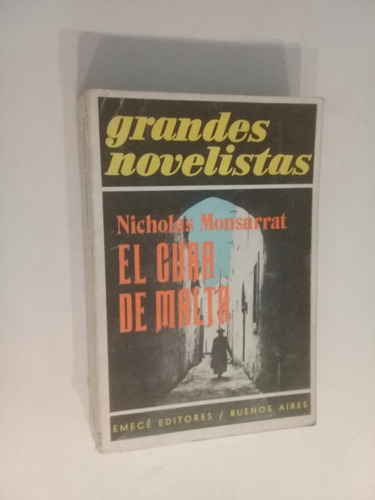 grandes
novelistas
Nicholas Monsarrat
EL CURA
DE MALTA
EMECÉ EDITORES / BUENOS AIRES